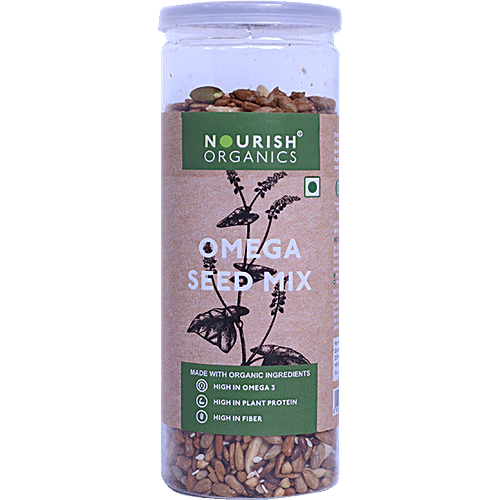 NOURISH®
ORGANICS
OMEGA
SEED MIX
MADE WITH ORGANIC INGREDIENTS
HIGH IN OMEGA 3
HIGH IN PLANT PROTEIN
HIGH IN FIBER